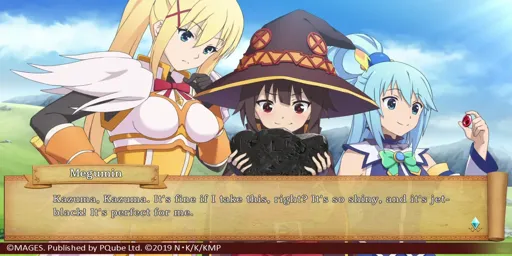 Megumin
Kazuma, Kazuma. It's fine if I take this, right? It's so shiny, and it's jet-
black! It's perfect for me.
©MAGES. Published by PQube Ltd. ©2019 N・K/K/KMP